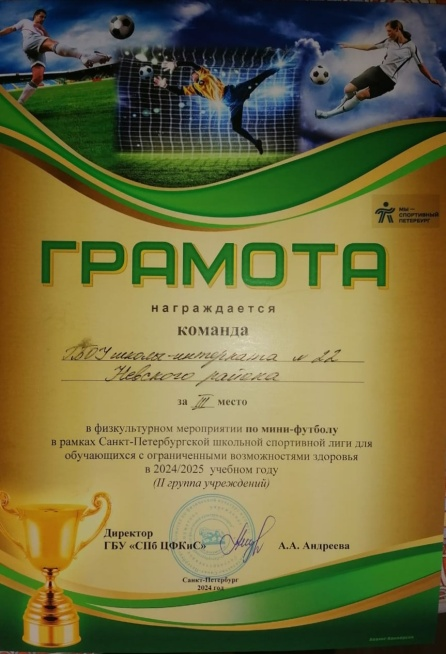 МЫ –
СПОРТИВНЫЙ
ПЕТЕРБУРГ
ГРАМОТА
награждается
команда
ГБОУ школы-интерната № 22
Невского района
за III место
в физкультурном мероприятии по мини-футболу
в рамках Санкт-Петербургской школьной спортивной лиги для
обучающихся с ограниченными возможностями здоровья
в 2024/2025 учебном году
(II группа учреждений)
Директор
ГБУ «СПб ЦФКиС» А.А. Андреева
Санкт-Петербург
2024 год